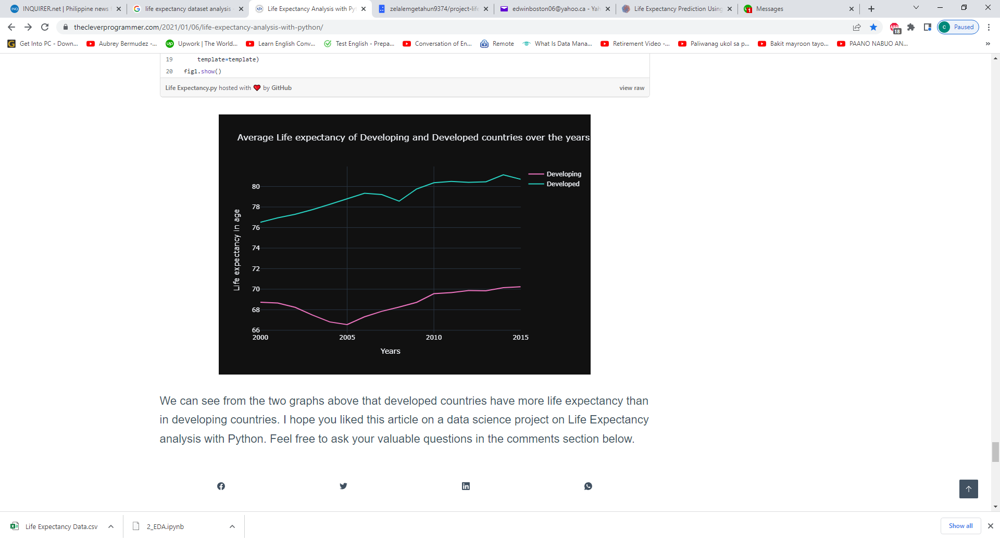 INQUIRER.net | Philippine news
life expectancy dataset analysis
Life Expectancy Analysis with Py
zelalemgetahun9374/project-life
edwinboston06@yahoo.ca - Yah
Life Expectancy Prediction Using
Messages
thecleverprogrammer.com/2021/01/06/life-expectancy-analysis-with-python/
18
C Paused
Get Into PC - Down...
Aubrey Bermudez -...
Upwork | The World...
Learn English Conv...
Test English - Prepa...
Conversation of En...
Remote
What Is Data Mana...
Retirement Video -...
Paliwanag ukol sa p...
Bakit mayroon tayo...
PAANO NABUO AN...
»
19 template=template)
20 fig1.show()
Life Expectancy.py hosted with ❤ by GitHub
view raw
Average Life expectancy of Developing and Developed countries over the years
Developing
Developed
Life expectancy in age
80
78
76
74
72
70
68
66
2000 2005 2010 2015
Years
We can see from the two graphs above that developed countries have more life expectancy than
in developing countries. I hope you liked this article on a data science project on Life Expectancy
analysis with Python. Feel free to ask your valuable questions in the comments section below.
Life Expectancy Data.csv
2_EDA.ipynb
Show all